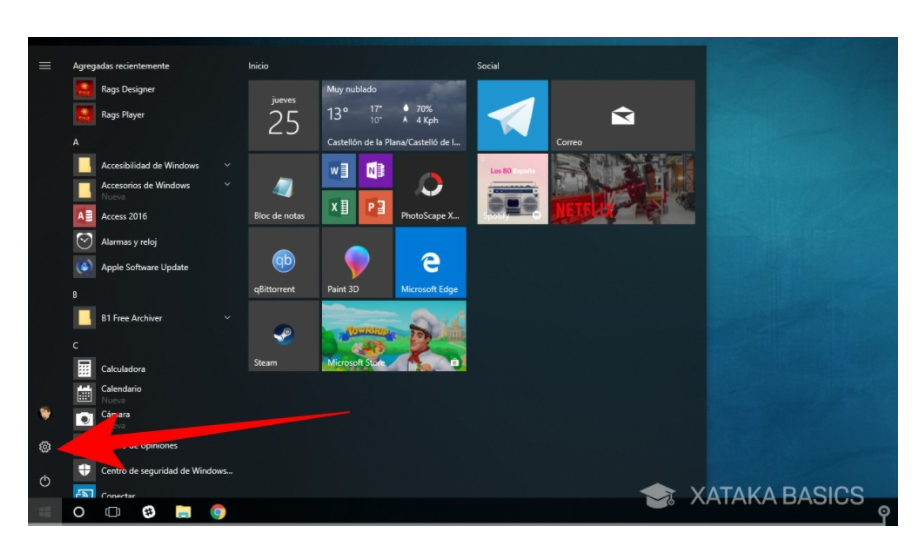 Agregadas recientemente
Rags Designer
Rags Player
A
Accesibilidad de Windows
Accesorios de Windows
Nueva
Access 2016
Alarmas y reloj
Apple Software Update
B
B1 Free Archiver
C
Calculadora
Calendario
Nueva
Cámara
de opiniones
Centro de seguridad de Windows...
Conectar
Inicio
jueves
25
Muy nublado
13° 17° 70%
10° 4 Kph
Castellón de la Plana/Castelló de l...
Bloc de notas
PhotoScape X...
qb
qBittorrent
Paint 3D
Microsoft Edge
Steam
Township
Microsoft Store
Social
Correo
Los 80 España
Spotify
NETFLIX
XATAKA BASICS